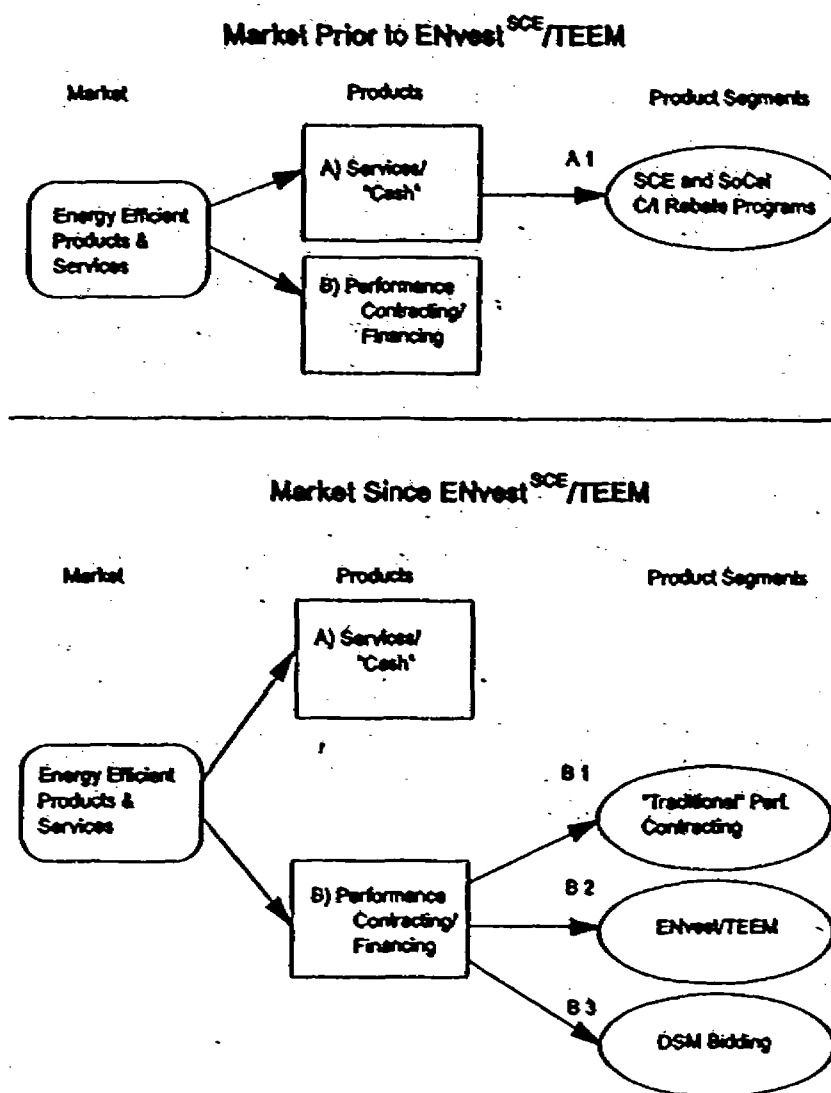 Market Prior to ENvest SCE/TEEM
Market
Products
Product Segments
Energy Efficient
Products &
Services
A) Services/
"Cash"
B) Performance
Contracting/
Financing
A 1
SCE and SoCal
C/I Rebate Programs
Market Since ENvest SCE/TEEM
Market
Products
Product Segments
A) Services/
"Cash"
Energy Efficient
Products &
Services
B) Performance
Contracting/
Financing
B 1
"Traditional" Perf.
Contracting
B 2
ENvest/TEEM
B 3
DSM Bidding